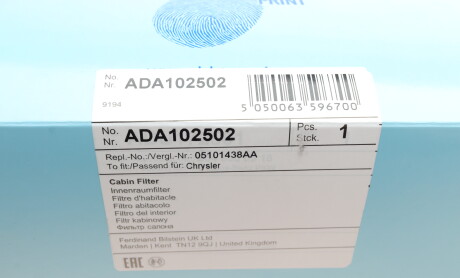 PRINT
No.
Nr. ADA102502
9194
5 050063 596700
No.
Nr. ADA102502
Pcs.
Stck. 1
Repl.-No.:/Vergl.-Nr.: 05101438AA
To fit:/Passend für: Chrysler
Cabin Filter
Innenraumfilter
Filtre d'habitacle
Filtro abitacolo
Filtro del interior
Filtr kabinowy
Фильтр салона
Ferdinand Bilstein UK Ltd
Marden | Kent TN12 9QJ | United Kingdom
EAC